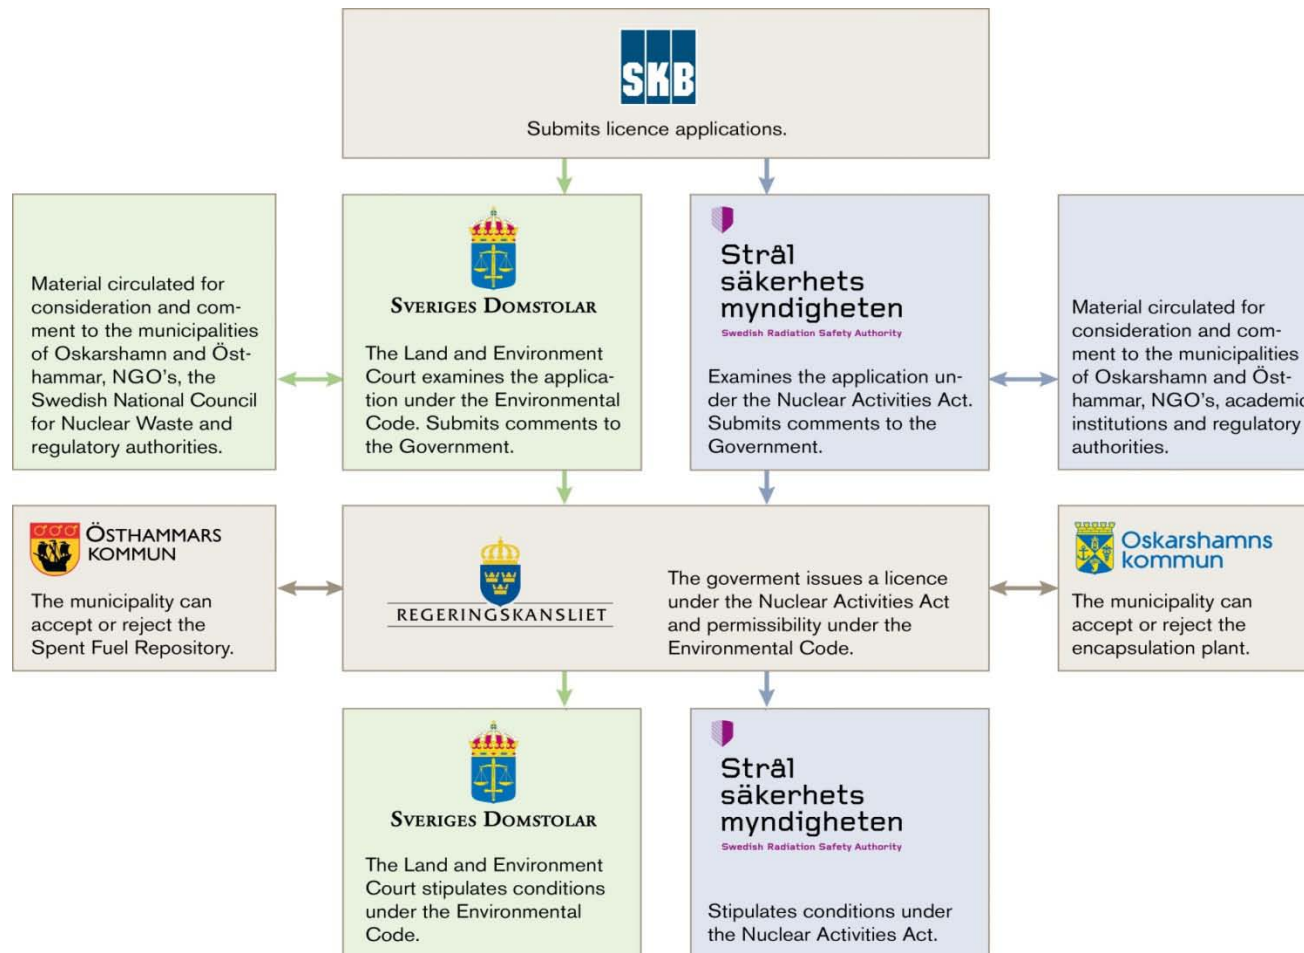 SKB
Submits licence applications.
Material circulated for
consideration and com-
ment to the municipalities
of Oskarshamn and Öst-
hammar, NGO's, the
Swedish National Council
for Nuclear Waste and
regulatory authorities.
SVERIGES DOMSTOLAR
The Land and Environment
Court examines the applica-
tion under the Environmental
Code. Submits comments to
the Government.
Strål
säkerhets
myndigheten
Swedish Radiation Safety Authority
Examines the application un-
der the Nuclear Activities Act.
Submits comments to the
Government.
Material circulated for
consideration and com-
ment to the municipalities
of Oskarshamn and Öst-
hammar, NGO's, academic
institutions and regulatory
authorities.
ÖSTHAMMARS
KOMMUN
The municipality can
accept or reject the
Spent Fuel Repository.
REGERINGSKANSLIET
The goverment issues a licence
under the Nuclear Activities Act
and permissibility under the
Environmental Code.
Oskarshamns
kommun
The municipality can
accept or reject the
encapsulation plant.
SVERIGES DOMSTOLAR
The Land and Environment
Court stipulates conditions
under the Environmental
Code.
Strål
säkerhets
myndigheten
Swedish Radiation Safety Authority
Stipulates conditions under
the Nuclear Activities Act.